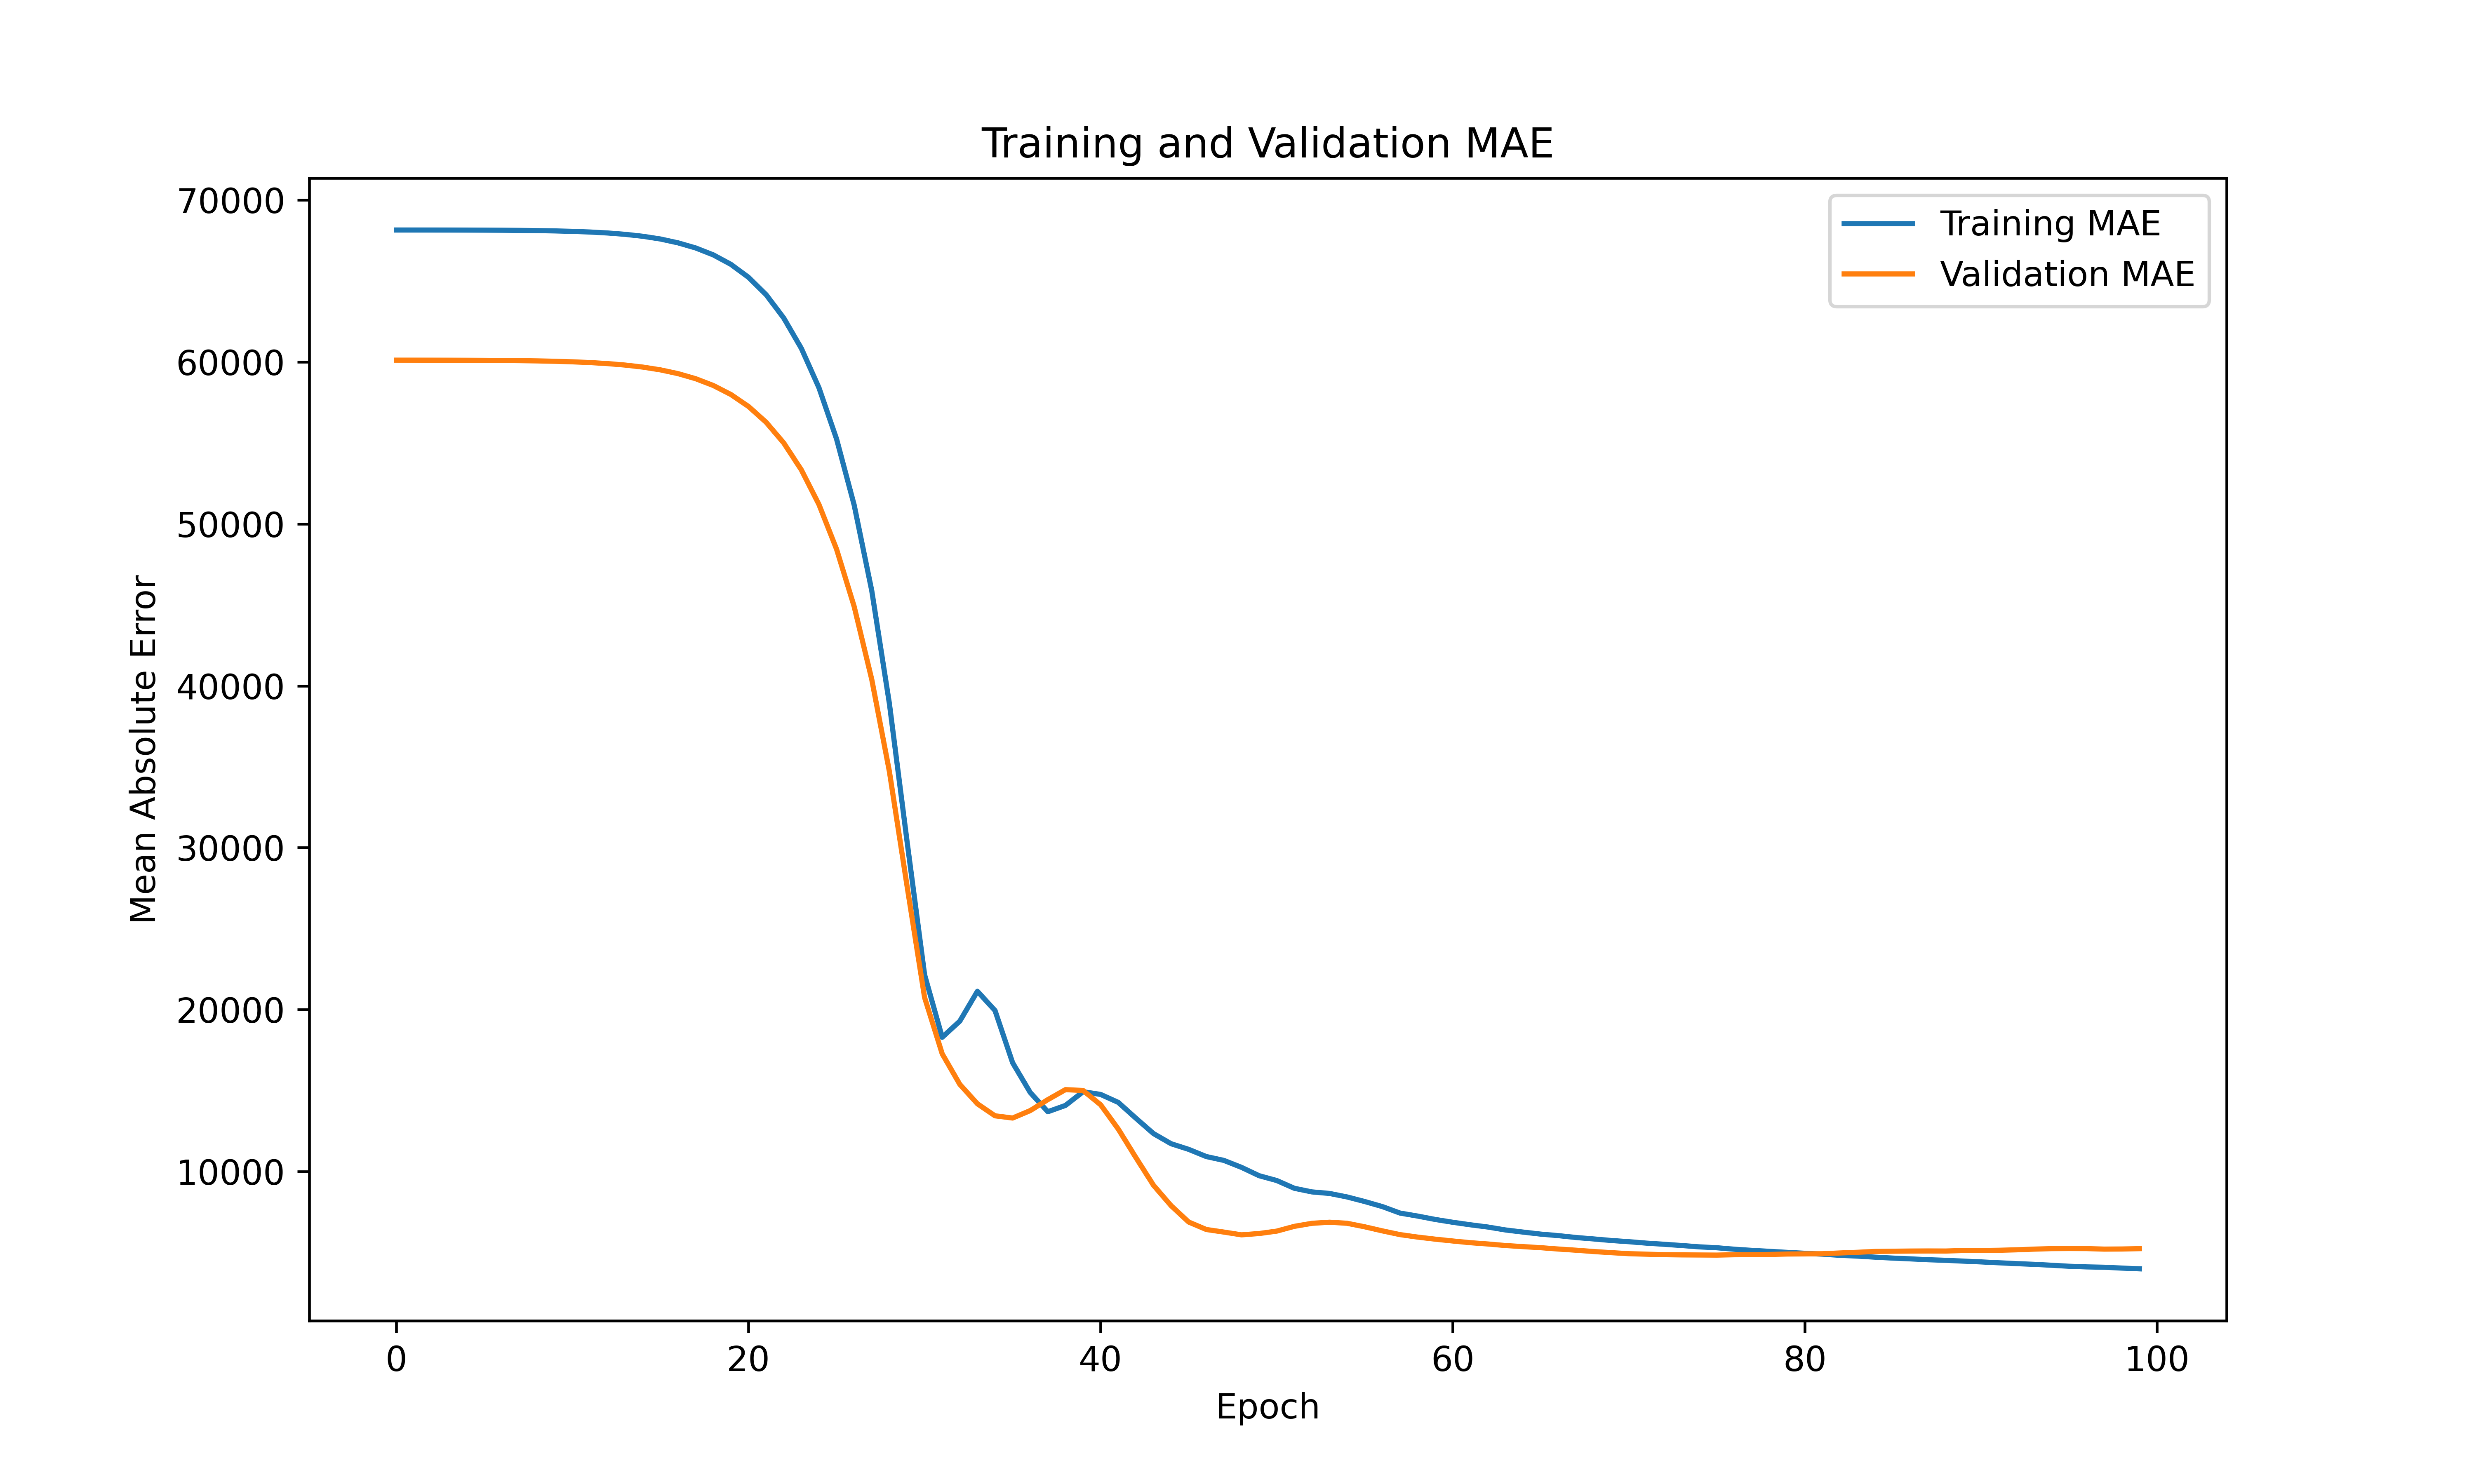 Training and Validation MAE
Training MAE
Validation MAE
70000
60000
50000
40000
30000
20000
10000
Mean Absolute Error
0 20 40 60 80 100
Epoch